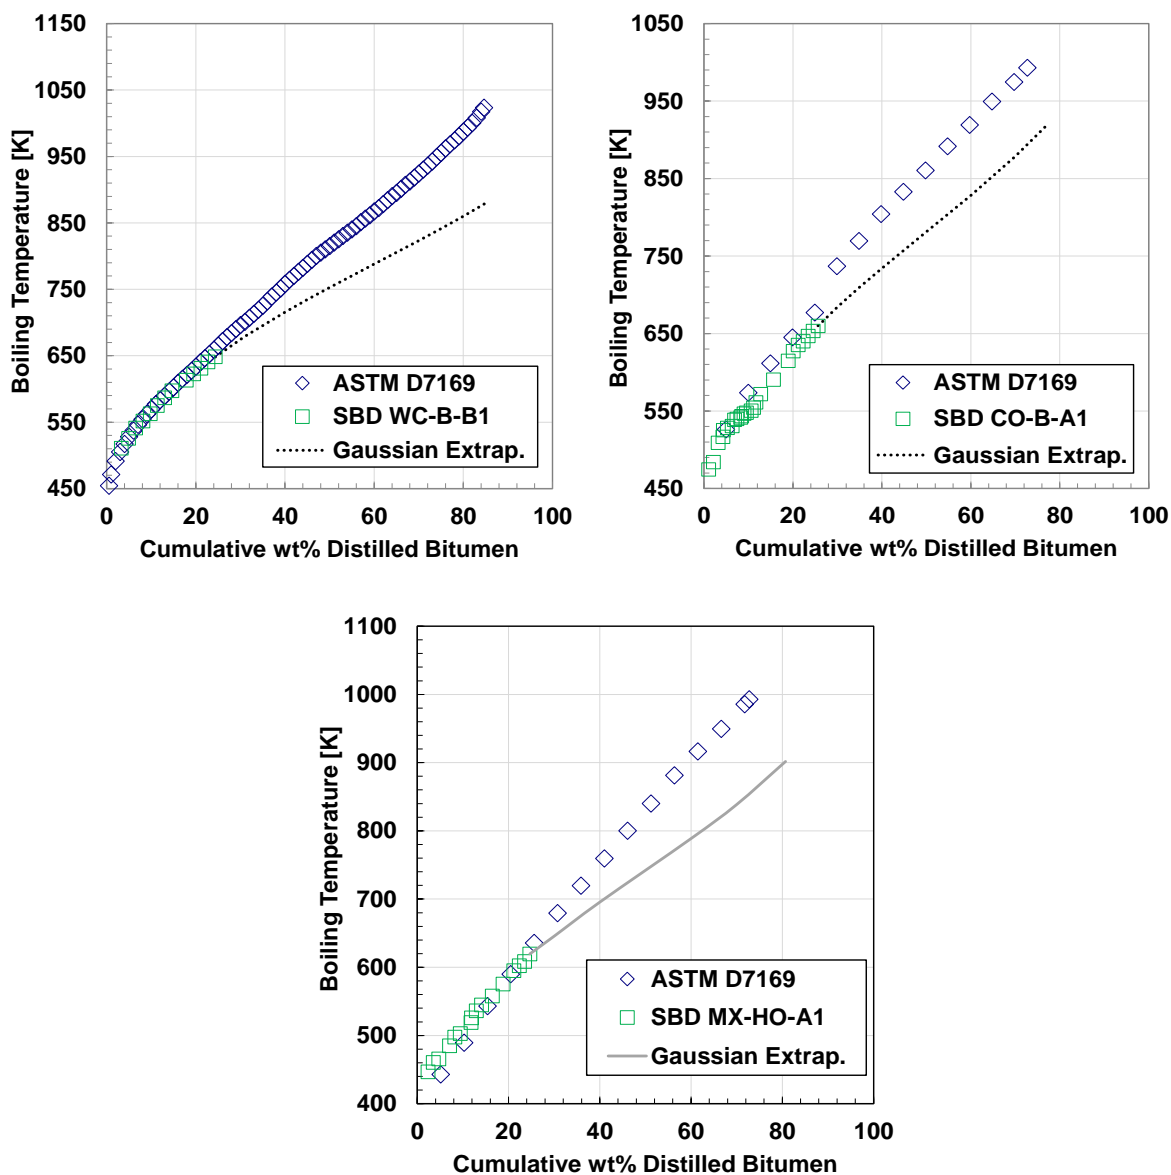 1150
1050
950
850
750
650
550
450
0 20 40 60 80 100
Boiling Temperature [K]
Cumulative wt% Distilled Bitumen
ASTM D7169
SBD WC-B-B1
Gaussian Extrap.
1050
950
850
750
650
550
450
0 20 40 60 80 100
Boiling Temperature [K]
Cumulative wt% Distilled Bitumen
ASTM D7169
SBD CO-B-A1
Gaussian Extrap.
1100
1000
900
800
700
600
500
400
0 20 40 60 80 100
Boiling Temperature [K]
Cumulative wt% Distilled Bitumen
ASTM D7169
SBD MX-HO-A1
Gaussian Extrap.